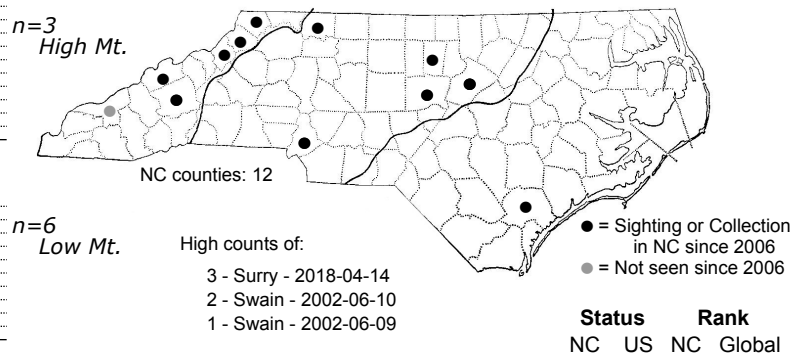 n=3
High Mt.
NC counties: 12
n=6
Low Mt.
High counts of:
3 - Surry - 2018-04-14
2 - Swain - 2002-06-10
1 - Swain - 2002-06-09
= Sighting or Collection
in NC since 2006
= Not seen since 2006
Status Rank
NC US NC Global